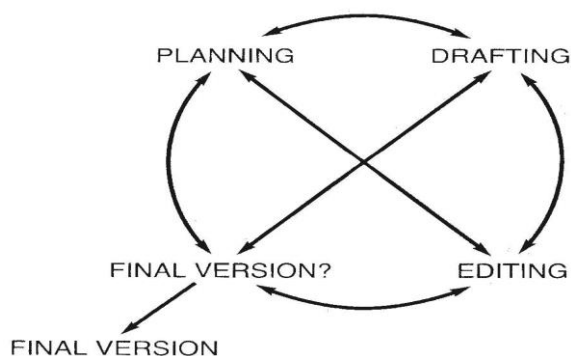 PLANNING DRAFTING
FINAL VERSION? EDITING
FINAL VERSION